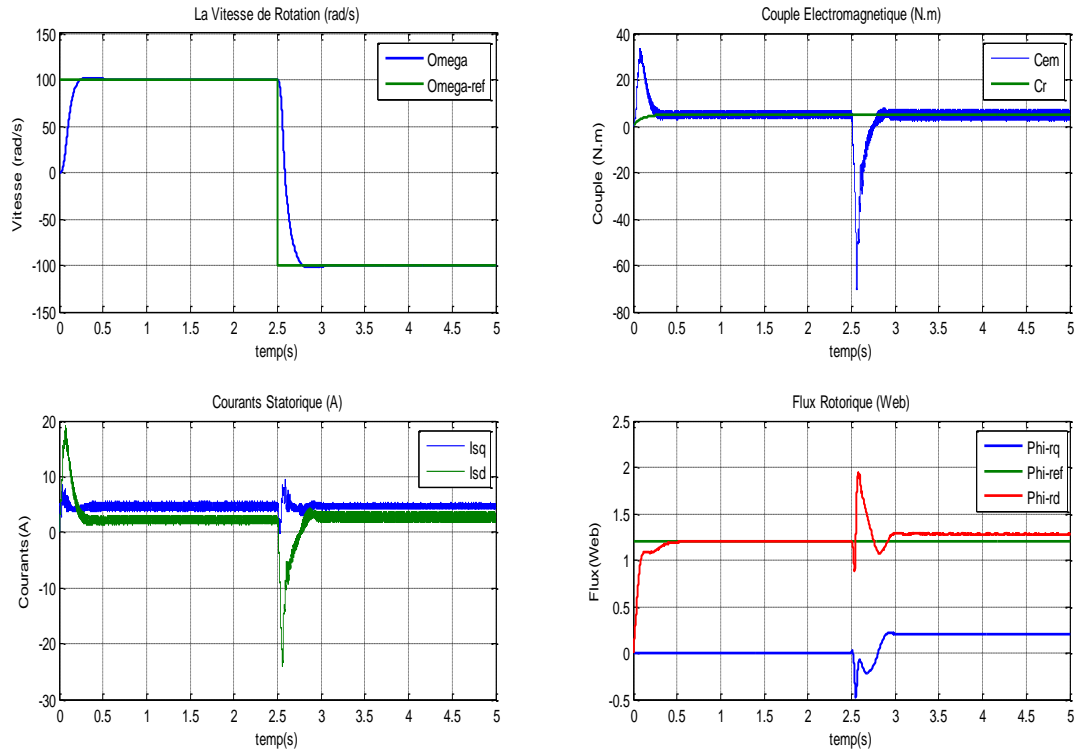 La Vitesse de Rotation (rad/s)
150
100
50
0
-50
-100
-150
Vitesse (rad/s)
Omega
Omega-ref
0 0.5 1 1.5 2 2.5 3 3.5 4 4.5 5
temp(s)
Couple Electromagnetique (N.m)
40
20
0
-20
-40
-60
-80
Couple (N.m)
Cem
Cr
0 0.5 1 1.5 2 2.5 3 3.5 4 4.5 5
temp(s)
Courants Statorique (A)
20
10
0
-10
-20
-30
Courants (A)
Isq
Isd
0 0.5 1 1.5 2 2.5 3 3.5 4 4.5 5
temp(s)
Flux Rotorique (Web)
2.5
2
1.5
1
0.5
0
-0.5
Flux (Web)
Phi-rq
Phi-ref
Phi-rd
0 0.5 1 1.5 2 2.5 3 3.5 4 4.5 5
temp(s)